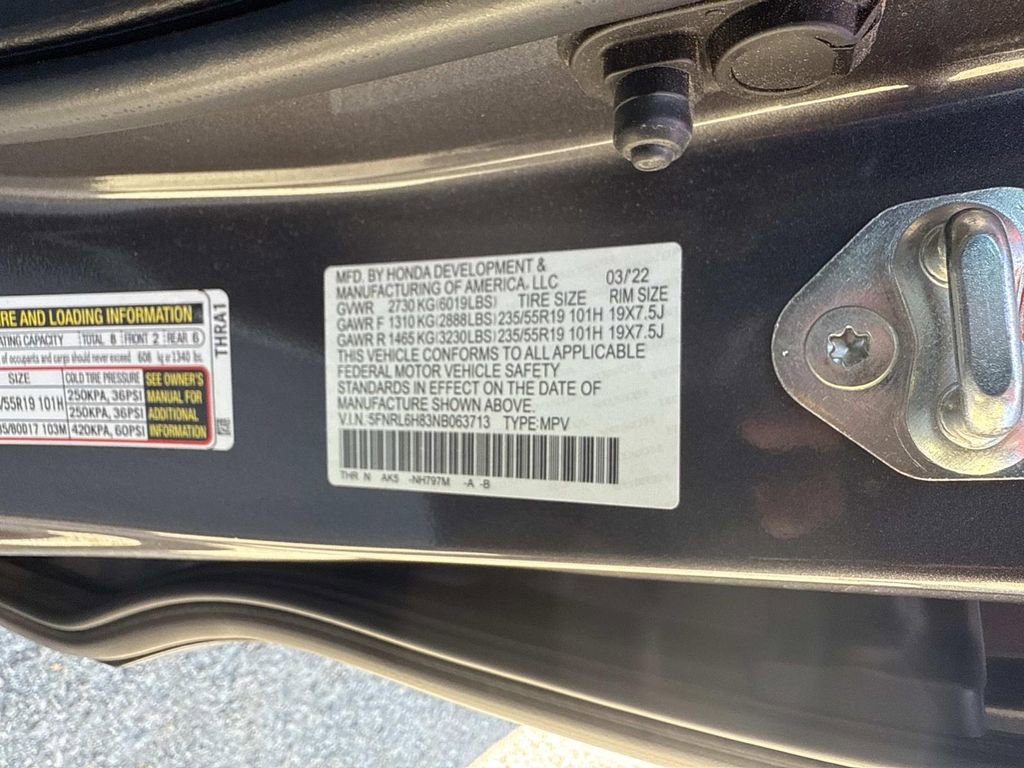 RE AND LOADING INFORMATION
ATING CAPACITY TOTAL 8 FRONT 2 REAR 6
of occupants and cargo should never exceed 608 kg or 1340 lbs.
SIZE COLD TIRE PRESSURE SEE OWNER'S
/55R19 101H 250KPA, 36PSI MANUAL FOR
250KPA, 36PSI ADDITIONAL
5/80D17 103M 420KPA, 60PSI INFORMATION
THRA1
MFD. BY HONDA DEVELOPMENT & 03/'22
MANUFACTURING OF AMERICA, LLC
GVWR 2730 KG(6019LBS) TIRE SIZE RIM SIZE
GAWR F 1310 KG(2888LBS) 235/55R19 101H 19X7.5J
GAWR R 1465 KG(3230LBS) 235/55R19 101H 19X7.5J
THIS VEHICLE CONFORMS TO ALL APPLICABLE
FEDERAL MOTOR VEHICLE SAFETY
STANDARDS IN EFFECT ON THE DATE OF
MANUFACTURE SHOWN ABOVE.
V.I.N. 5FNRL6H83NB063713 TYPE:MPV
THR N AK5 -NH797M -A -B